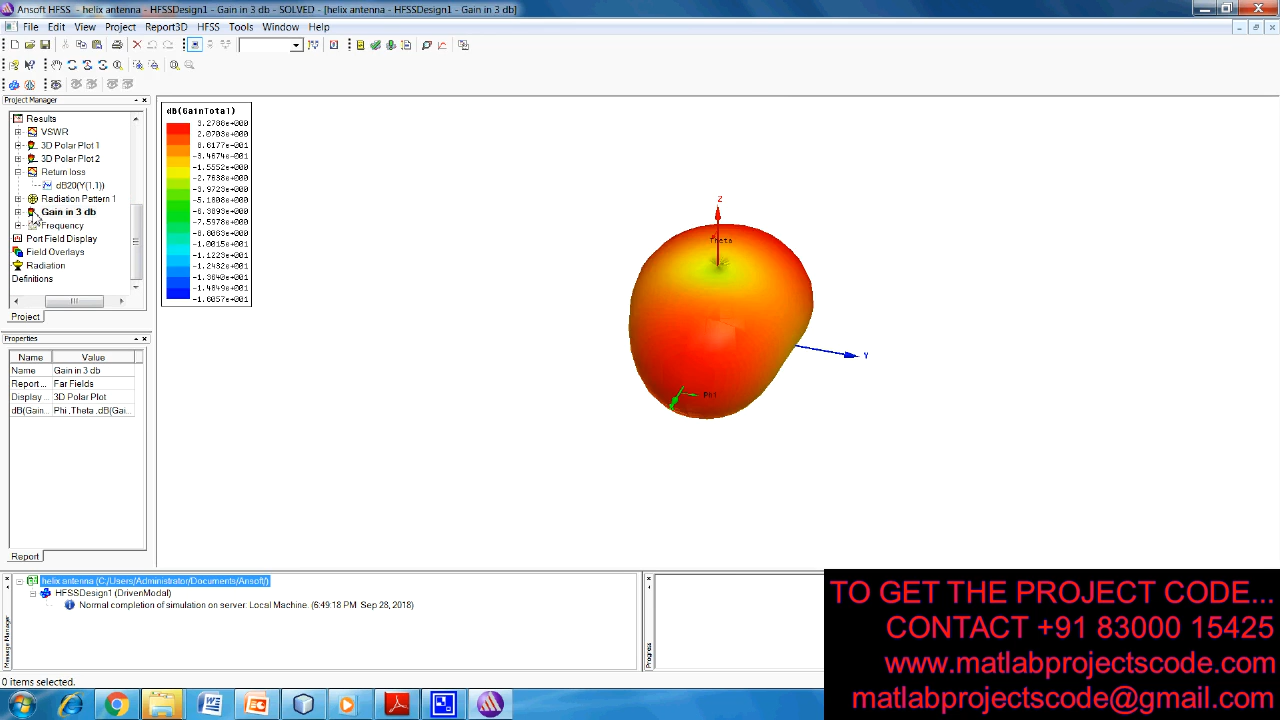 Ansoft HFSS - helix antenna - HFSSDesign1 - Gain in 3 db - SOLVED - [helix antenna - HFSSDesign1 - Gain in 3 db]
File Edit View Project Report3D HFSS Tools Window Help
Project Manager
Results
VSWR
3D Polar Plot 1
3D Polar Plot 2
Return loss
dB20(Y(1,1))
Radiation Pattern 1
Gain in 3 db
Frequency
Port Field Display
Field Overlays
Radiation
Definitions
Project
Properties
Name Value
Name Gain in 3 db
Report ... Far Fields
Display ... 3D Polar Plot
dB(Gain... Phi ,Theta ,dB(Gai...
Report
dB(GainTotal)
3.2786e+000
2.0703e+000
8.6177e-001
-3.4674e-001
-1.5552e+000
-2.7638e+000
-3.9723e+000
-5.1808e+000
-6.3893e+000
-7.5979e+000
-1.0015e+001
-1.1223e+001
-1.2432e+001
-1.3640e+001
-1.4849e+001
-1.6057e+001
Z
Theta
Y
Phi
Message Manager
helix antenna (C:/Users/Administrator/Documents/Ansoft/)
HFSSDesign1 (DrivenModal)
Normal completion of simulation on server: Local Machine. (6:49:18 PM Sep 28, 2018)
Progress
0 items selected.
TO GET THE PROJECT CODE...
CONTACT +91 83000 15425
www.matlabprojectscode.com
matlabprojectscode@gmail.com